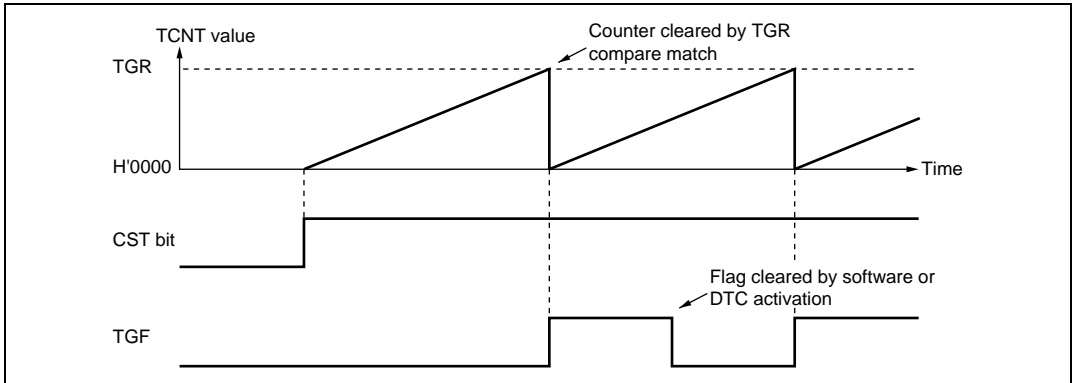 TCNT value
Counter cleared by TGR
compare match
TGR
H'0000
Time
CST bit
Flag cleared by software or
DTC activation
TGF